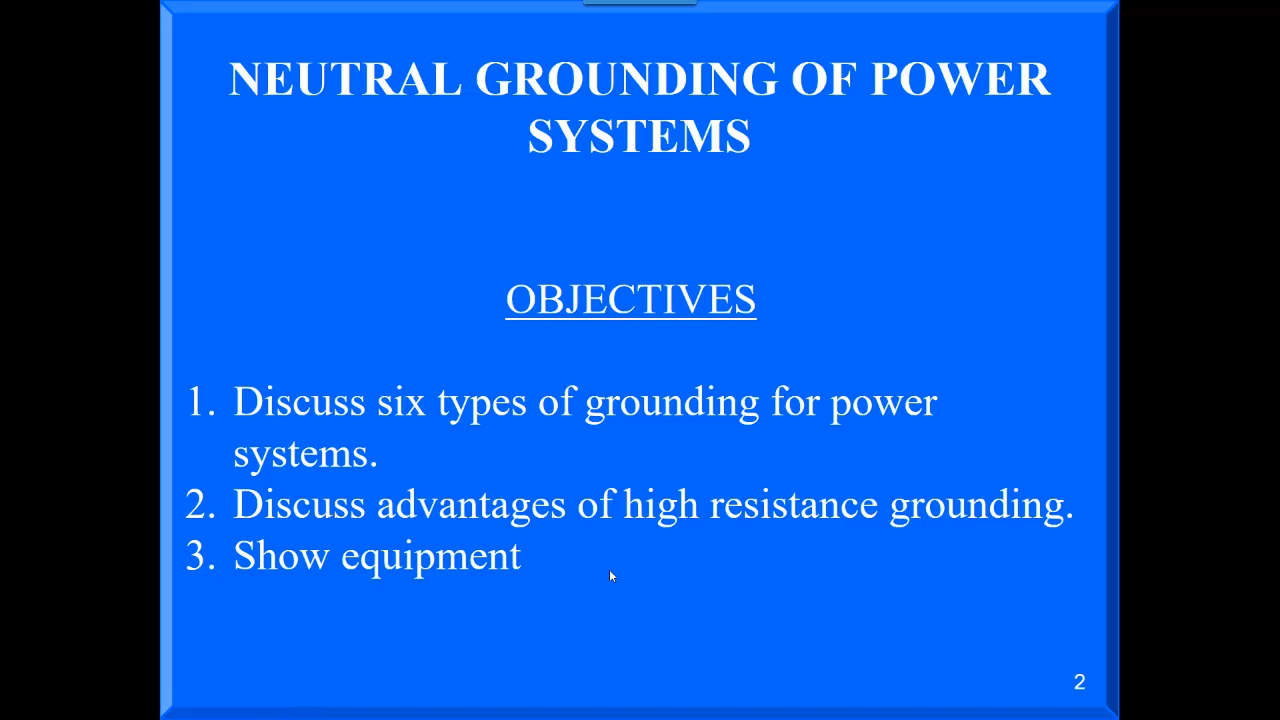 NEUTRAL GROUNDING OF POWER
SYSTEMS
OBJECTIVES
1. Discuss six types of grounding for power
systems.
2. Discuss advantages of high resistance grounding.
3. Show equipment
2